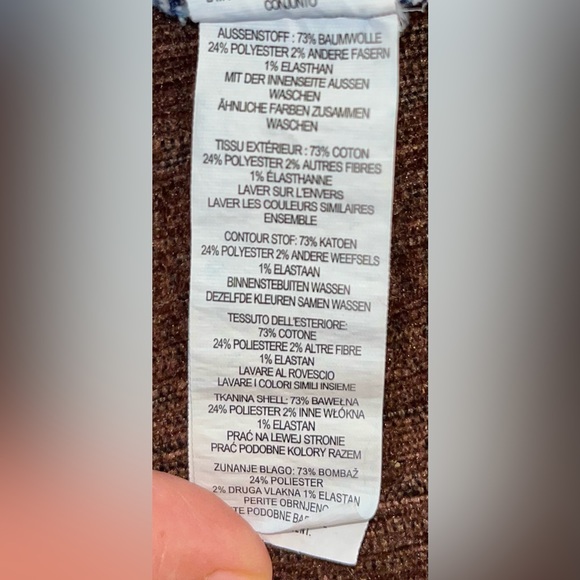 CONJUNTO
AUSSENSTOFF : 73% BAUMWOLLE
24% POLYESTER 2% ANDERE FASERN
1% ELASTHAN
MIT DER INNENSEITE AUSSEN
WASCHEN
ÄHNLICHE FARBEN ZUSAMMEN
WASCHEN
TISSU EXTÉRIEUR : 73% COTON
24% POLYESTER 2% AUTRES FIBRES
1% ÉLASTHANNE
LAVER SUR L'ENVERS
LAVER LES COULEURS SIMILAIRES
ENSEMBLE
CONTOUR STOF: 73% KATOEN
24% POLYESTER 2% ANDERE WEEFSELS
1% ELASTAAN
BINNENSTEBUITEN WASSEN
DEZELFDE KLEUREN SAMEN WASSEN
TESSUTO DELL'ESTERIORE:
73% COTONE
24% POLIESTERE 2% ALTRE FIBRE
1% ELASTAN
LAVARE AL ROVESCIO
LAVARE I COLORI SIMILI INSIEME
TKANINA SHELL: 73% BAWEŁNA
24% POLIESTER 2% INNE WŁÓKNA
1% ELASTAN
PRAĆ NA LEWEJ STRONIE
PRAĆ PODOBNE KOLORY RAZEM
ZUNANJE BLAGO: 73% BOMBAŽ
24% POLIESTER
2% DRUGA VLAKNA 1% ELASTAN
PERITE OBRNJENO
TE PODOBNE